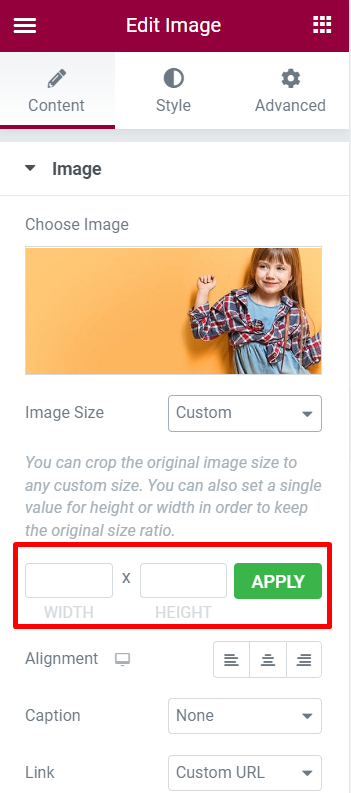 Edit Image
Content Style Advanced
Image
Choose Image
Image Size Custom
You can crop the original image size to
any custom size. You can also set a single
value for height or width in order to keep
the original size ratio.
x APPLY
WIDTH HEIGHT
Alignment
Caption None
Link Custom URL